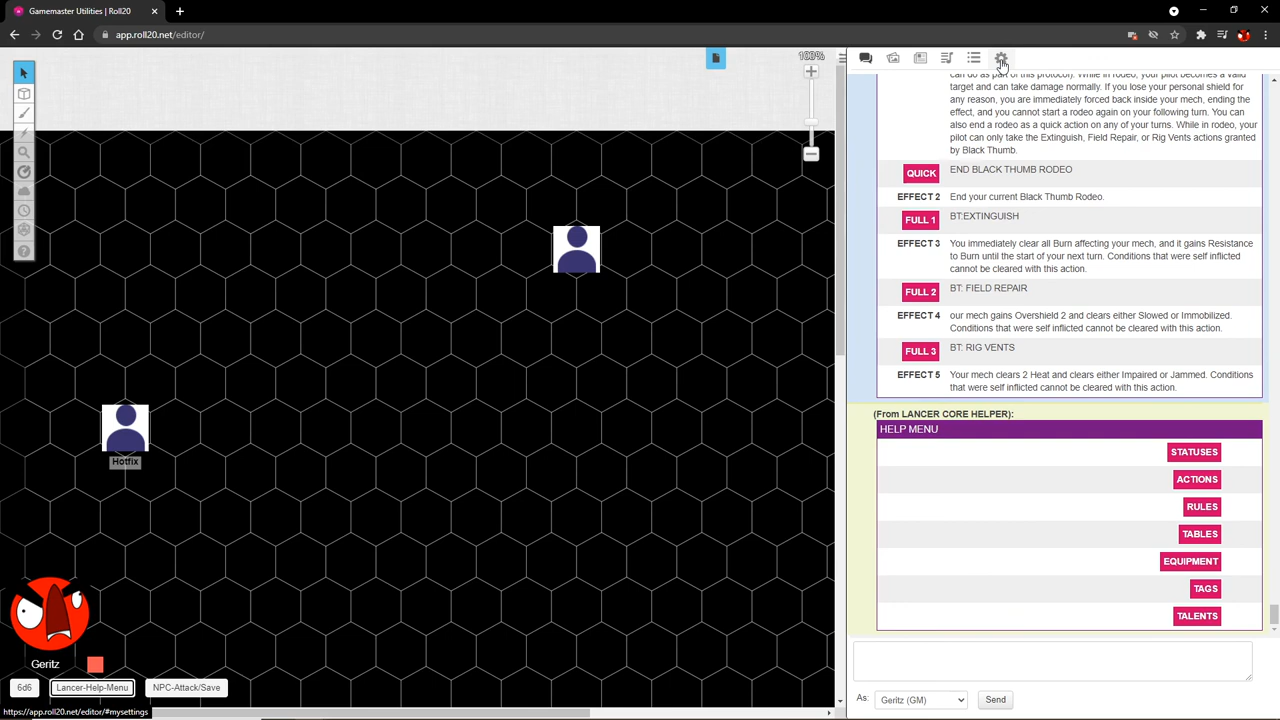 Gamemaster Utilities | Roll20
app.roll20.net/editor/
100%
can do as part of this protocol). While in rodeo, your pilot becomes a valid
target and can take damage normally. If you lose your personal shield for
any reason, you are immediately forced back inside your mech, ending the
effect, and you cannot start a rodeo again on your following turn. You can
also end a rodeo as a quick action on any of your turns. While in rodeo, your
pilot can only take the Extinguish, Field Repair, or Rig Vents actions granted
by Black Thumb.
QUICK END BLACK THUMB RODEO
EFFECT 2 End your current Black Thumb Rodeo.
FULL 1 BT:EXTINGUISH
EFFECT 3 You immediately clear all Burn affecting your mech, and it gains Resistance
to Burn until the start of your next turn. Conditions that were self inflicted
cannot be cleared with this action.
FULL 2 BT: FIELD REPAIR
EFFECT 4 our mech gains Overshield 2 and clears either Slowed or Immobilized.
Conditions that were self inflicted cannot be cleared with this action.
FULL 3 BT: RIG VENTS
EFFECT 5 Your mech clears 2 Heat and clears either Impaired or Jammed. Conditions
that were self inflicted cannot be cleared with this action.
(From LANCER CORE HELPER):
HELP MENU
STATUSES
ACTIONS
RULES
TABLES
EQUIPMENT
TAGS
TALENTS
Hotfix
Geritz
6d6 Lancer-Help-Menu NPC-Attack/Save
As: Geritz (GM) Send
https://app.roll20.net/editor/#mysettings